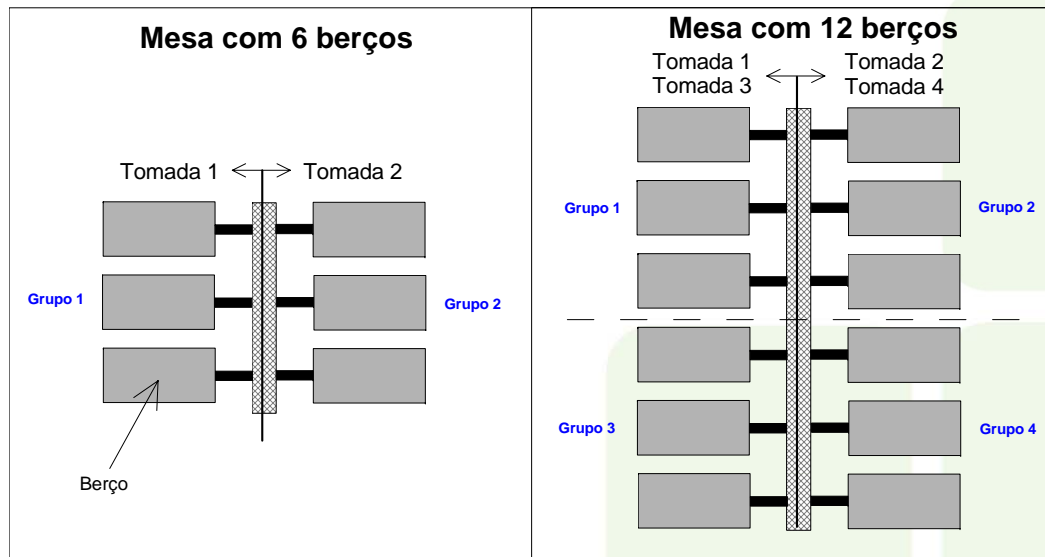 Mesa com 6 berços
Tomada 1
Tomada 2
Grupo 1
Grupo 2
Berço
Mesa com 12 berços
Tomada 1
Tomada 3
Tomada 2
Tomada 4
Grupo 1
Grupo 2
Grupo 3
Grupo 4